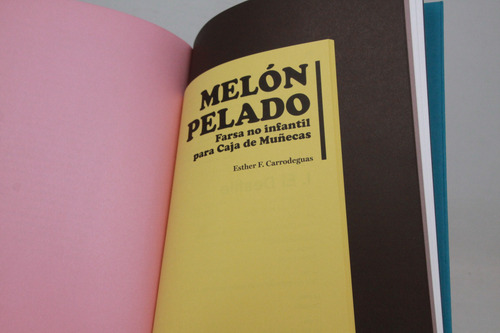 MELÓN
PELADO
Farsa no infantil
para Caja de Muñecas
Esther F. Carrodeguas